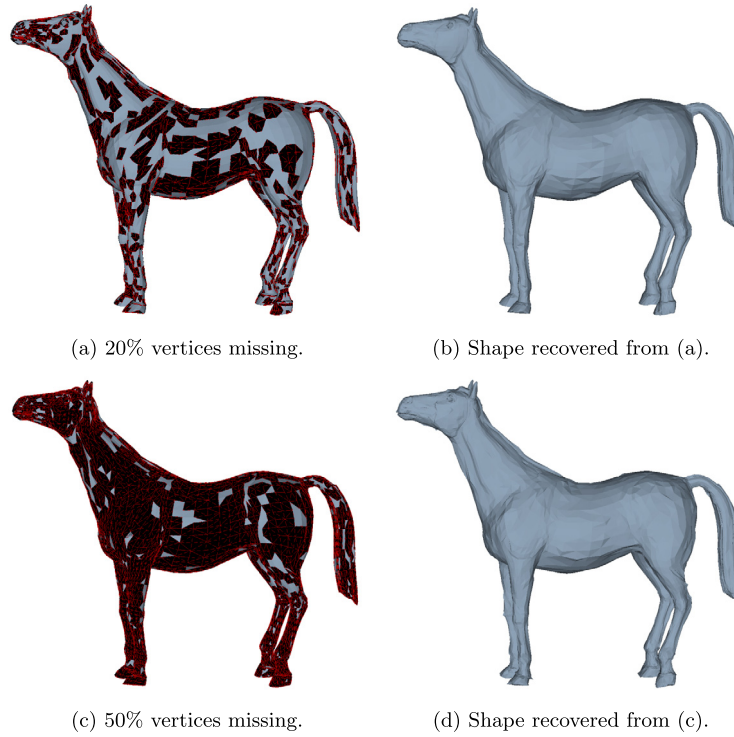 (a) 20% vertices missing.
(b) Shape recovered from (a).
(c) 50% vertices missing.
(d) Shape recovered from (c).